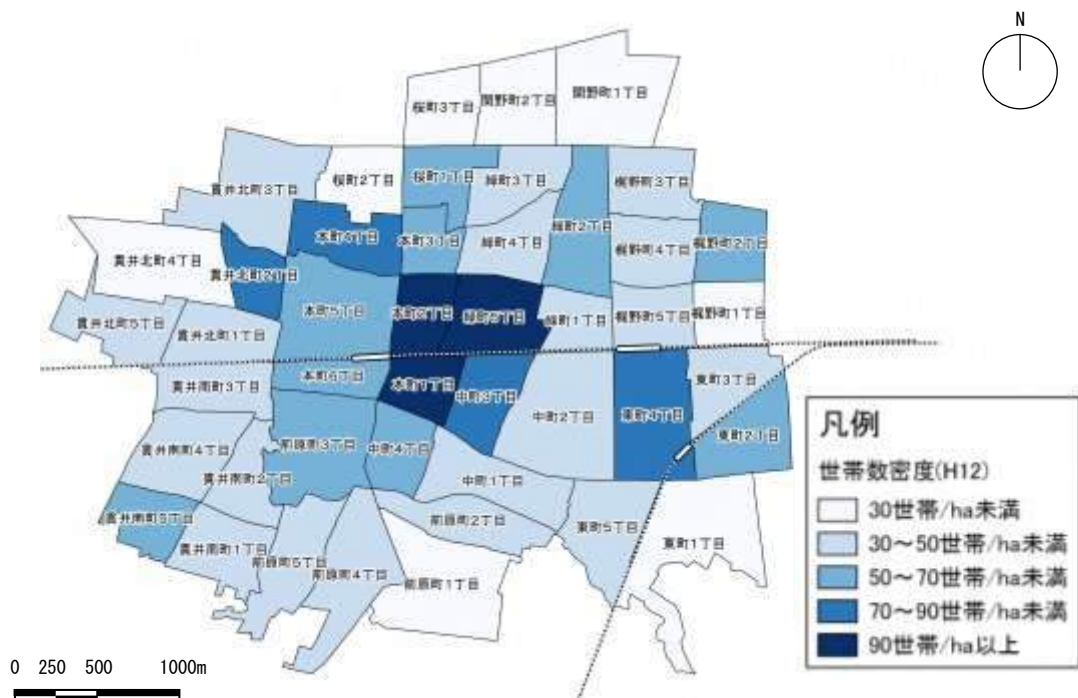 N
関野町1丁目
関野町2丁目
桜町3丁目
桜町2丁目
桜町1丁目
緑町3丁目
梶野町3丁目
貫井北町3丁目
本町4丁目
本町3丁目
緑町4丁目
緑町2丁目
梶野町4丁目
梶野町2丁目
貫井北町4丁目
貫井北町2丁目
本町5丁目
本町2丁目
緑町5丁目
緑町1丁目
梶野町5丁目
梶野町1丁目
貫井北町5丁目
貫井北町1丁目
貫井南町3丁目
本町6丁目
本町1丁目
中町3丁目
中町2丁目
東町4丁目
東町3丁目
東町2丁目
貫井南町4丁目
前原町3丁目
中町4丁目
貫井南町2丁目
中町1丁目
貫井南町5丁目
前原町2丁目
東町5丁目
東町1丁目
貫井南町1丁目
前原町5丁目
前原町4丁目
前原町1丁目
凡例
世帯数密度(H12)
30世帯/ha未満
30～50世帯/ha未満
50～70世帯/ha未満
70～90世帯/ha未満
90世帯/ha以上
0 250 500 1000m